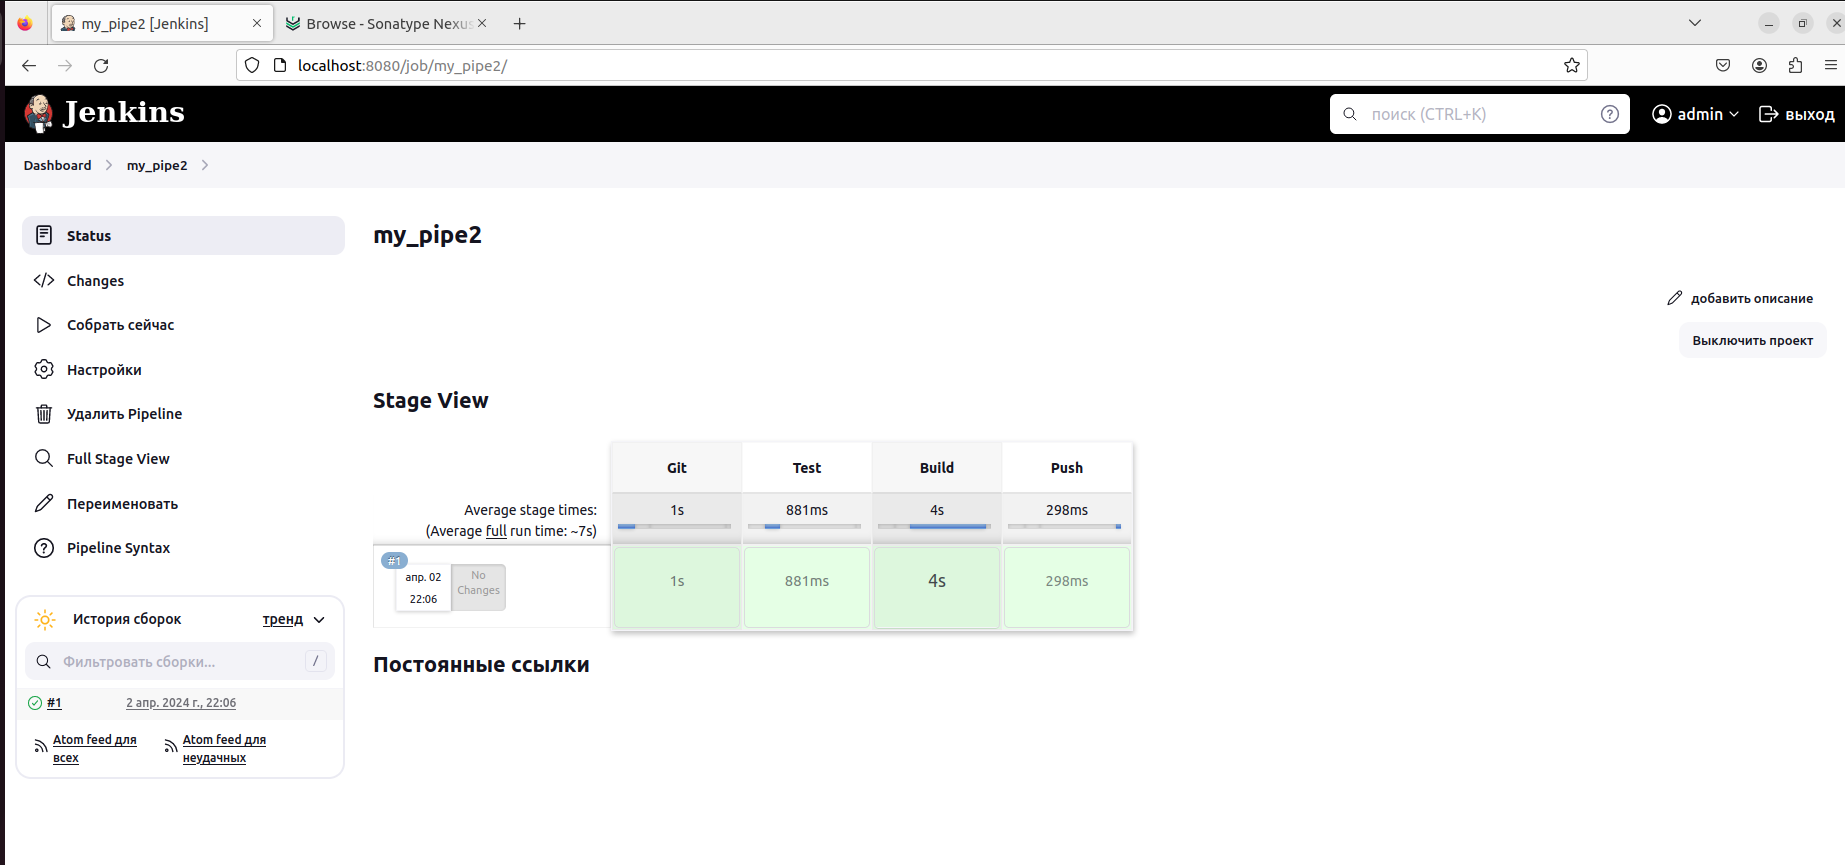 my_pipe2 [Jenkins]
Browse - Sonatype Nexus
localhost:8080/job/my_pipe2/
Jenkins
поиск (CTRL+K)
admin
выход
Dashboard
my_pipe2
Status
Changes
Собрать сейчас
Настройки
Удалить Pipeline
Full Stage View
Переименовать
Pipeline Syntax
История сборок
тренд
Фильтровать сборки...
/
#1
2 апр. 2024 г., 22:06
Atom feed для
всех
Atom feed для
неудачных
my_pipe2
добавить описание
Выключить проект
Stage View
Git Test Build Push
Average stage times:
(Average full run time: ~7s)
1s 881ms 4s 298ms
#1
апр. 02
22:06
No
Changes
1s 881ms 4s 298ms
Постоянные ссылки